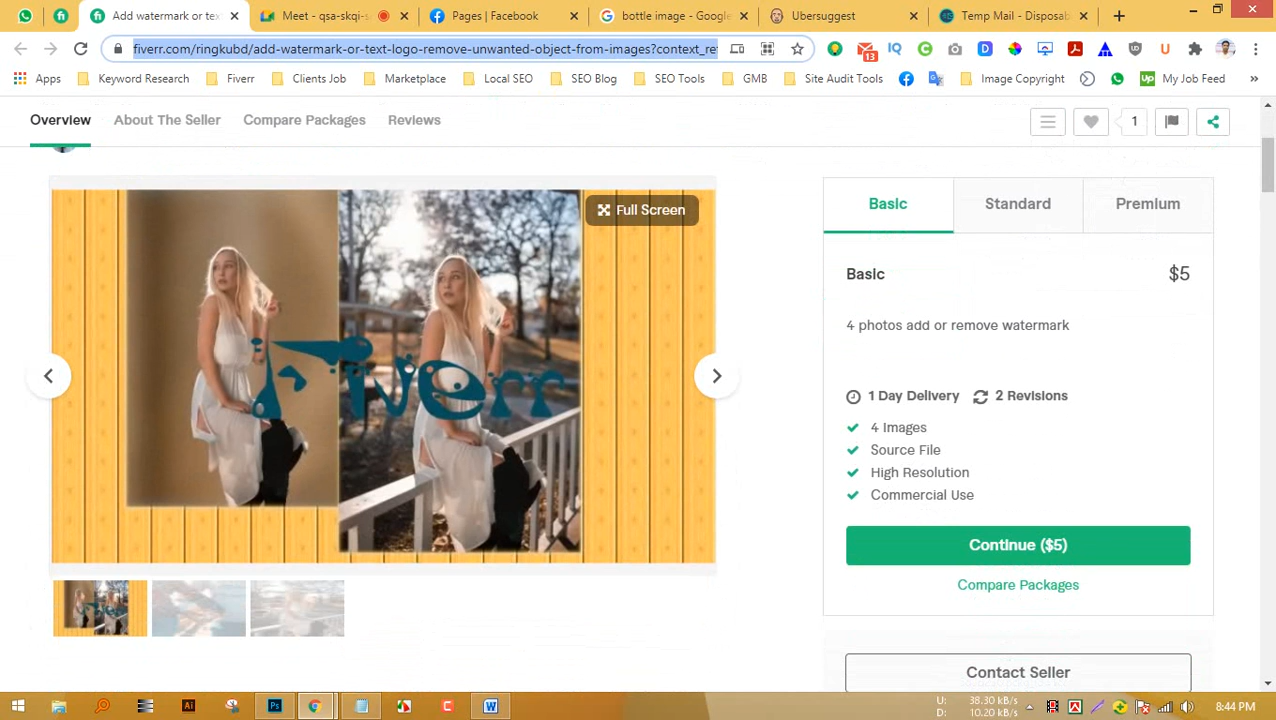 Add watermark or tex
Meet - qsa-skqi-s
Pages | Facebook
bottle image - Google
Ubersuggest
Temp Mail - Disposab
fiverr.com/ringkubd/add-watermark-or-text-logo-remove-unwanted-object-from-images?context_re
13
IQ
Apps
Keyword Research
Fiverr
Clients Job
Marketplace
Local SEO
SEO Blog
SEO Tools
GMB
Site Audit Tools
Image Copyright
My Job Feed
»
Overview
About The Seller
Compare Packages
Reviews
1
Full Screen
Fiverr
Basic
Standard
Premium
Basic
$5
4 photos add or remove watermark
1 Day Delivery
2 Revisions
4 Images
Source File
High Resolution
Commercial Use
Continue ($5)
Compare Packages
Contact Seller
U: 38.30 kB/s
D: 10.20 kB/s
8:44 PM